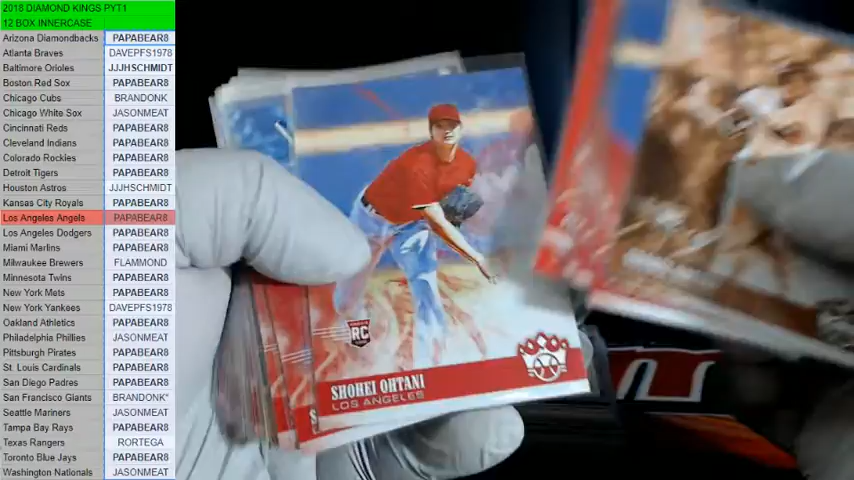 2018 DIAMOND KINGS PYT1
12 BOX INNERCASE
Arizona Diamondbacks PAPABEAR8
Atlanta Braves DAVEPFS1978
Baltimore Orioles JJJHSCHMIDT
Boston Red Sox PAPABEAR8
Chicago Cubs BRANDONK
Chicago White Sox JASONMEAT
Cincinnati Reds PAPABEAR8
Cleveland Indians PAPABEAR8
Colorado Rockies PAPABEAR8
Detroit Tigers PAPABEAR8
Houston Astros JJJHSCHMIDT
Kansas City Royals PAPABEAR8
Los Angeles Angels PAPABEAR8
Los Angeles Dodgers PAPABEAR8
Miami Marlins PAPABEAR8
Milwaukee Brewers FLAMMOND
Minnesota Twins PAPABEAR8
New York Mets PAPABEAR8
New York Yankees DAVEPFS1978
Oakland Athletics PAPABEAR8
Philadelphia Phillies JASONMEAT
Pittsburgh Pirates PAPABEAR8
St. Louis Cardinals PAPABEAR8
San Diego Padres PAPABEAR8
San Francisco Giants BRANDONK*
Seattle Mariners JASONMEAT
Tampa Bay Rays PAPABEAR8
Texas Rangers RORTEGA
Toronto Blue Jays PAPABEAR8
Washington Nationals JASONMEAT
RC
SHOHEI OHTANI
LOS ANGELES